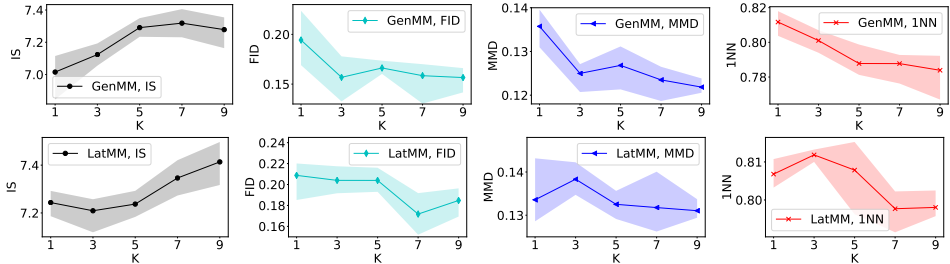 IS
7.4
7.2
7.0
GenMM, IS
1 3 5 7 9
K
FID
0.20
0.15
GenMM, FID
1 3 5 7 9
K
MMD
0.14
0.13
0.12
GenMM, MMD
1 3 5 7 9
K
1NN
0.82
0.80
0.78
GenMM, 1NN
1 3 5 7 9
K
IS
7.4
7.2
LatMM, IS
1 3 5 7 9
K
FID
0.24
0.22
0.20
0.18
0.16
LatMM, FID
1 3 5 7 9
K
MMD
0.14
0.13
LatMM, MMD
1 3 5 7 9
K
1NN
0.81
0.80
LatMM, 1NN
1 3 5 7 9
K